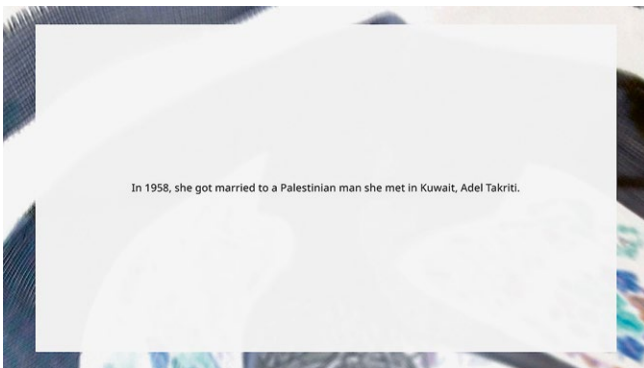 In 1958, she got married to a Palestinian man she met in Kuwait, Adel Takriti.